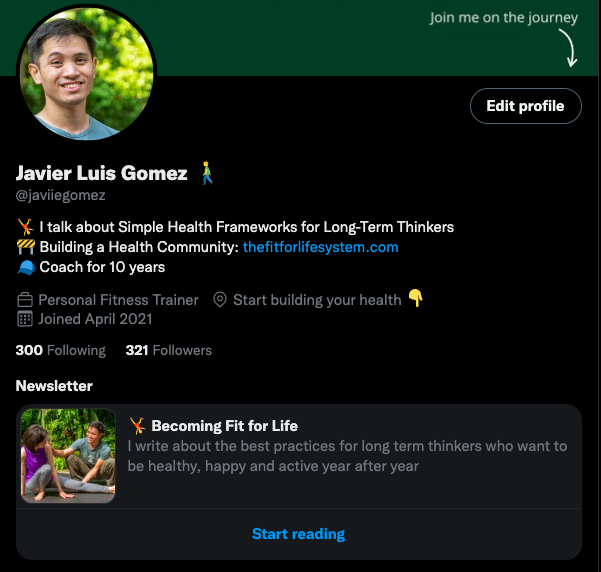 Join me on the journey
Edit profile
Javier Luis Gomez 🚶‍♂️
@javiiegomez
🤸 I talk about Simple Health Frameworks for Long-Term Thinkers
🚧 Building a Health Community: thefitforlifesystem.com
🧢 Coach for 10 years
Personal Fitness Trainer Start building your health 👇
Joined April 2021
300 Following 321 Followers
Newsletter
🤸 Becoming Fit for Life
I write about the best practices for long term thinkers who want to
be healthy, happy and active year after year
Start reading